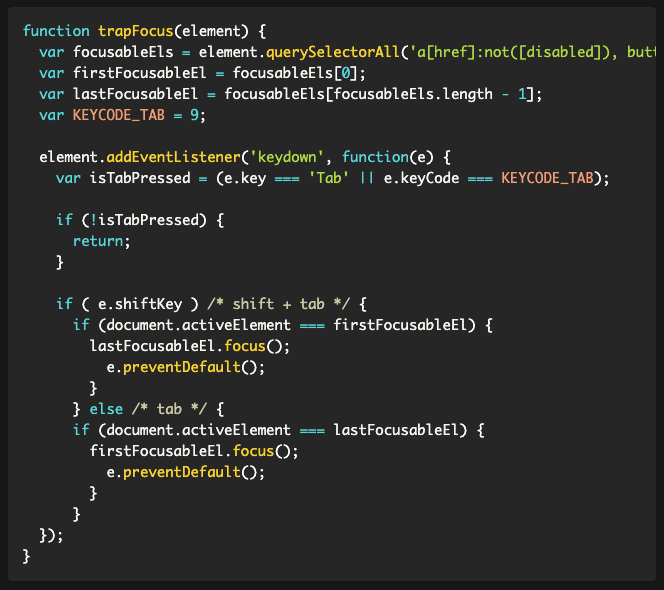 function trapFocus(element) {
  var focusableEls = element.querySelectorAll('a[href]:not([disabled]), butt
  var firstFocusableEl = focusableEls[0];
  var lastFocusableEl = focusableEls[focusableEls.length - 1];
  var KEYCODE_TAB = 9;

  element.addEventListener('keydown', function(e) {
    var isTabPressed = (e.key === 'Tab' || e.keyCode === KEYCODE_TAB);

    if (!isTabPressed) {
      return;
    }

    if ( e.shiftKey ) /* shift + tab */ {
      if (document.activeElement === firstFocusableEl) {
        lastFocusableEl.focus();
          e.preventDefault();
        }
      } else /* tab */ {
      if (document.activeElement === lastFocusableEl) {
        firstFocusableEl.focus();
          e.preventDefault();
        }
      }
  });
}